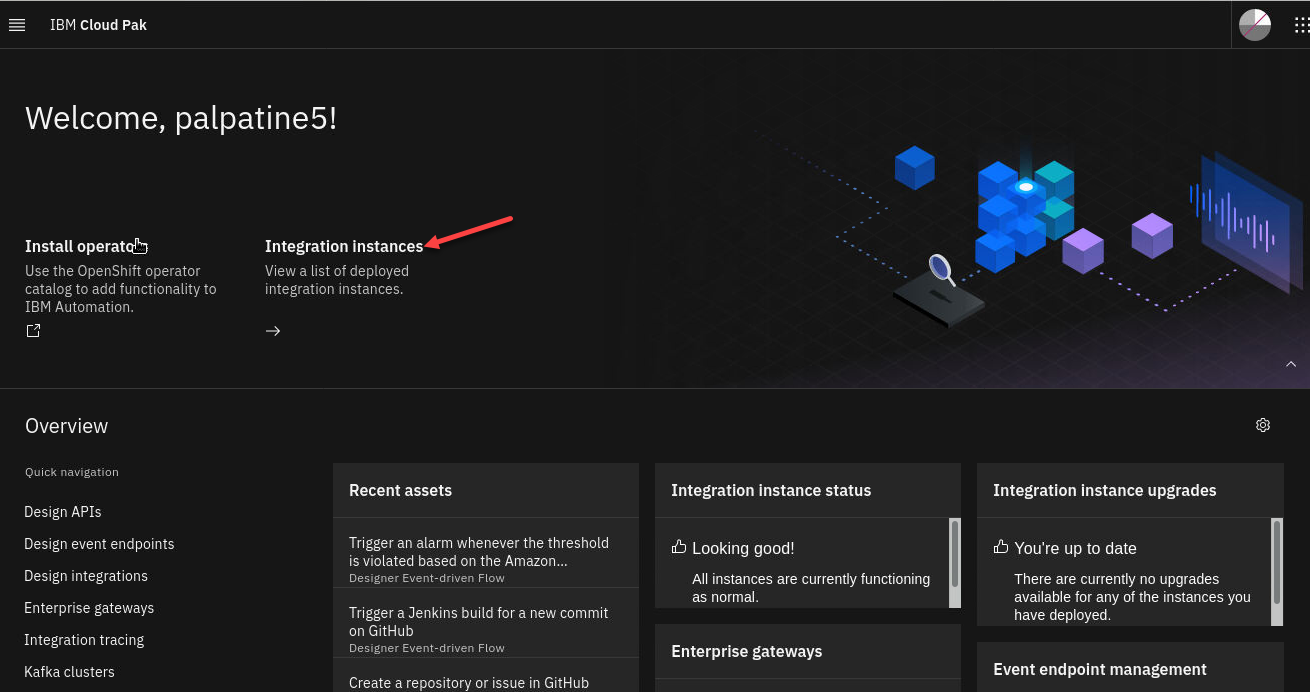 IBM Cloud Pak
Welcome, palpatine5!
Install operators
Use the OpenShift operator
catalog to add functionality to
IBM Automation.
Integration instances
View a list of deployed
integration instances.
Overview
Quick navigation
Design APIs
Design event endpoints
Design integrations
Enterprise gateways
Integration tracing
Kafka clusters
Recent assets
Trigger an alarm whenever the threshold
is violated based on the Amazon...
Designer Event-driven Flow
Trigger a Jenkins build for a new commit
on GitHub
Designer Event-driven Flow
Create a repository or issue in GitHub
Integration instance status
Looking good!
All instances are currently functioning
as normal.
Enterprise gateways
Integration instance upgrades
You're up to date
There are currently no upgrades
available for any of the instances you
have deployed.
Event endpoint management